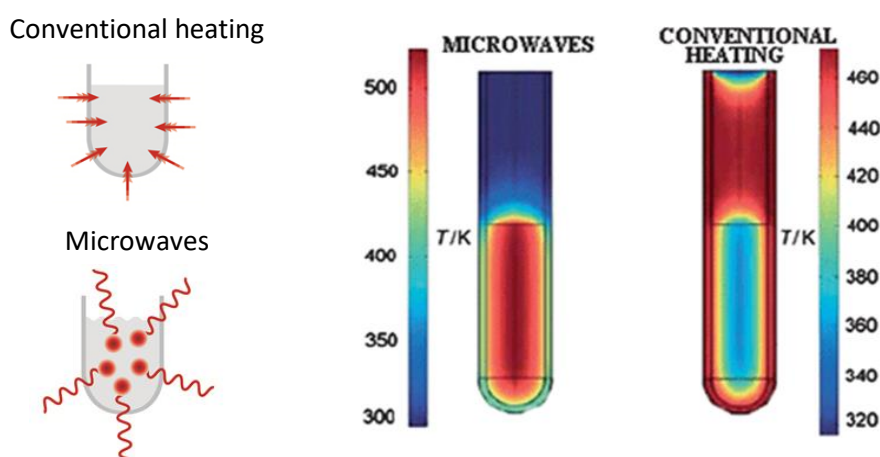 Conventional heating
Microwaves
MICROWAVES
500
450
T/K
400
350
300
CONVENTIONAL
HEATING
460
440
420
T/K
400
380
360
340
320